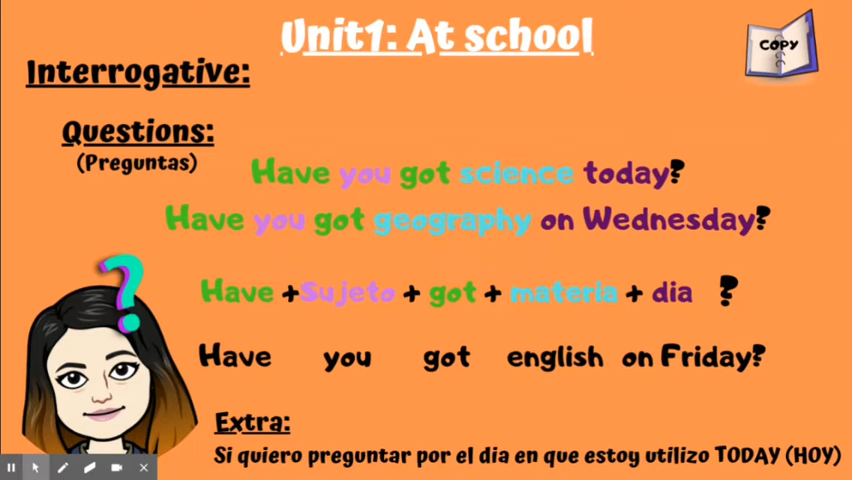 Unit1: At school
COPY
Interrogative:
Questions:
(Preguntas)
Have you got science today?
Have you got geography on Wednesday?
Have +Sujeto + got + materia + dia ?
Have you got english on Friday?
Extra:
Si quiero preguntar por el dia en que estoy utilizo TODAY (HOY)